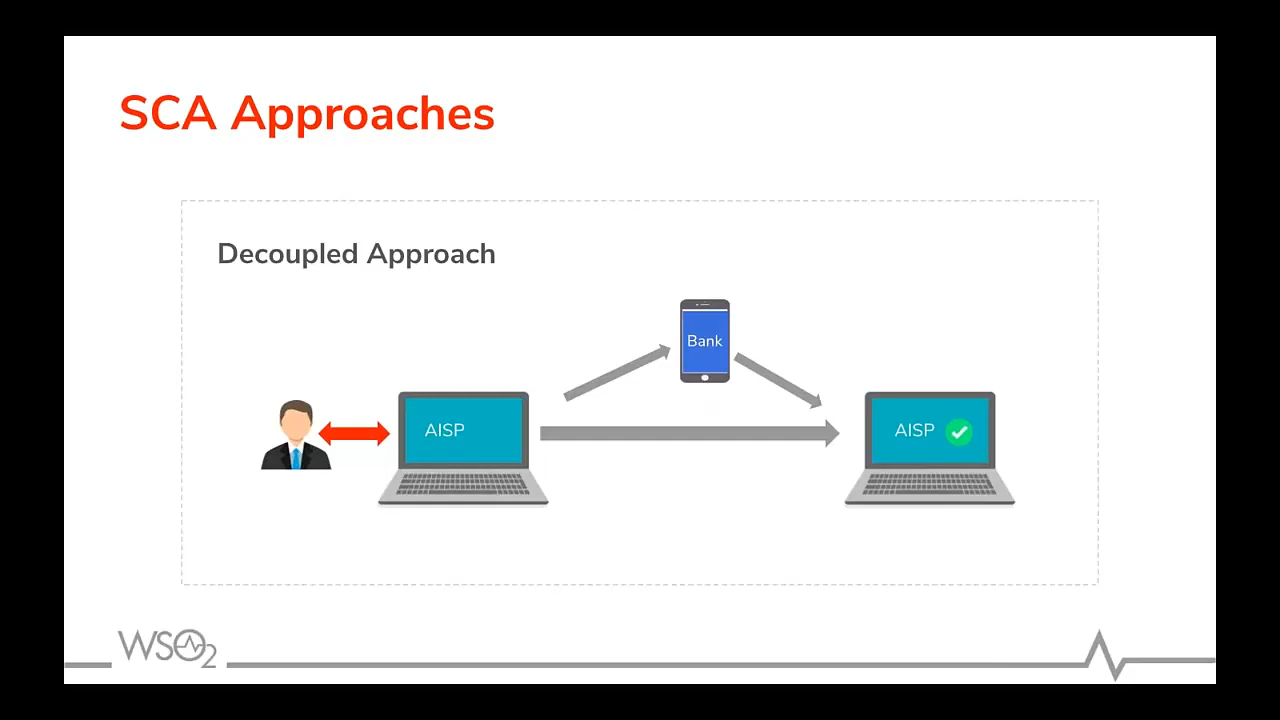 SCA Approaches
Decoupled Approach
Bank
AISP
AISP
WSO2